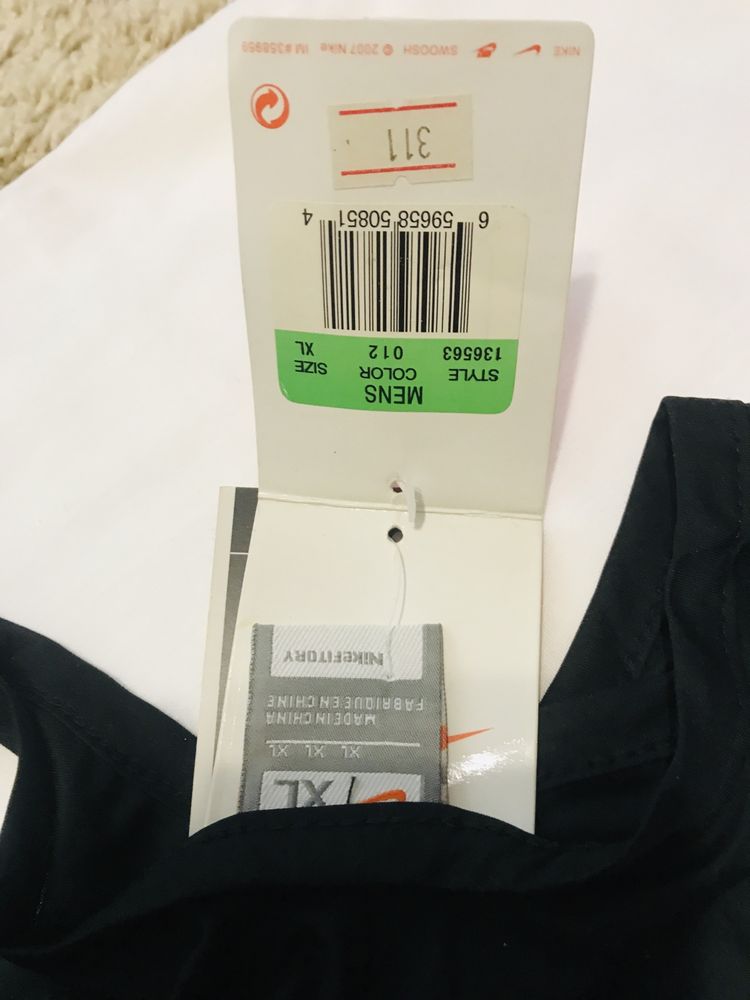 XL
XL XL XL
MADE IN CHINA
FABRIQUE EN CHINE
NIKEFITDRY
MENS
STYLE COLOR SIZE
136563 012 XL
6 59658 50851 4
311
NIKE SWOOSH © 2007 Nike IM #358959